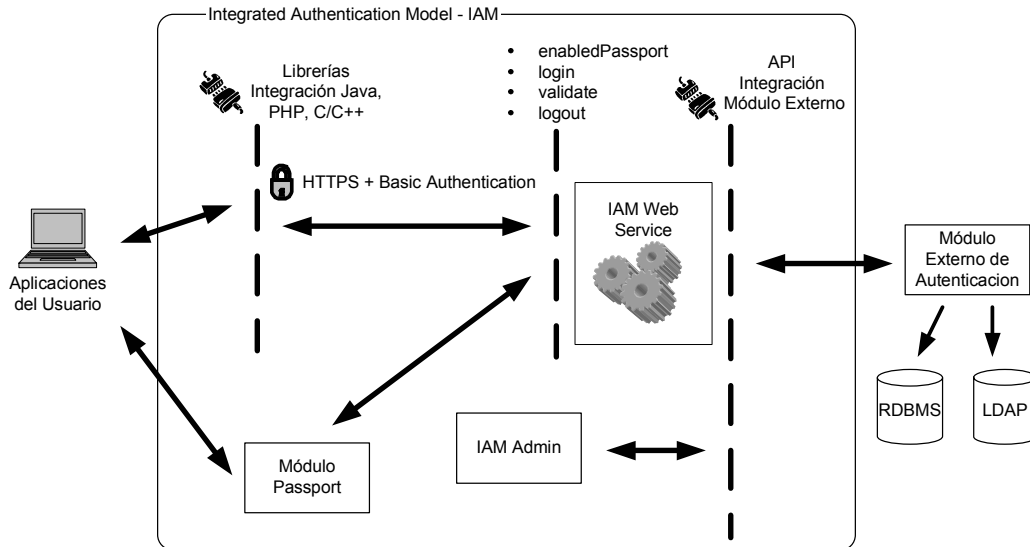 Integrated Authentication Model - IAM
Librerías
Integración Java,
PHP, C/C++
• enabledPassport
• login
• validate
• logout
API
Integración
Módulo Externo
HTTPS + Basic Authentication
IAM Web
Service
Aplicaciones
del Usuario
Módulo
Externo de
Autenticacion
RDBMS
LDAP
Módulo
Passport
IAM Admin